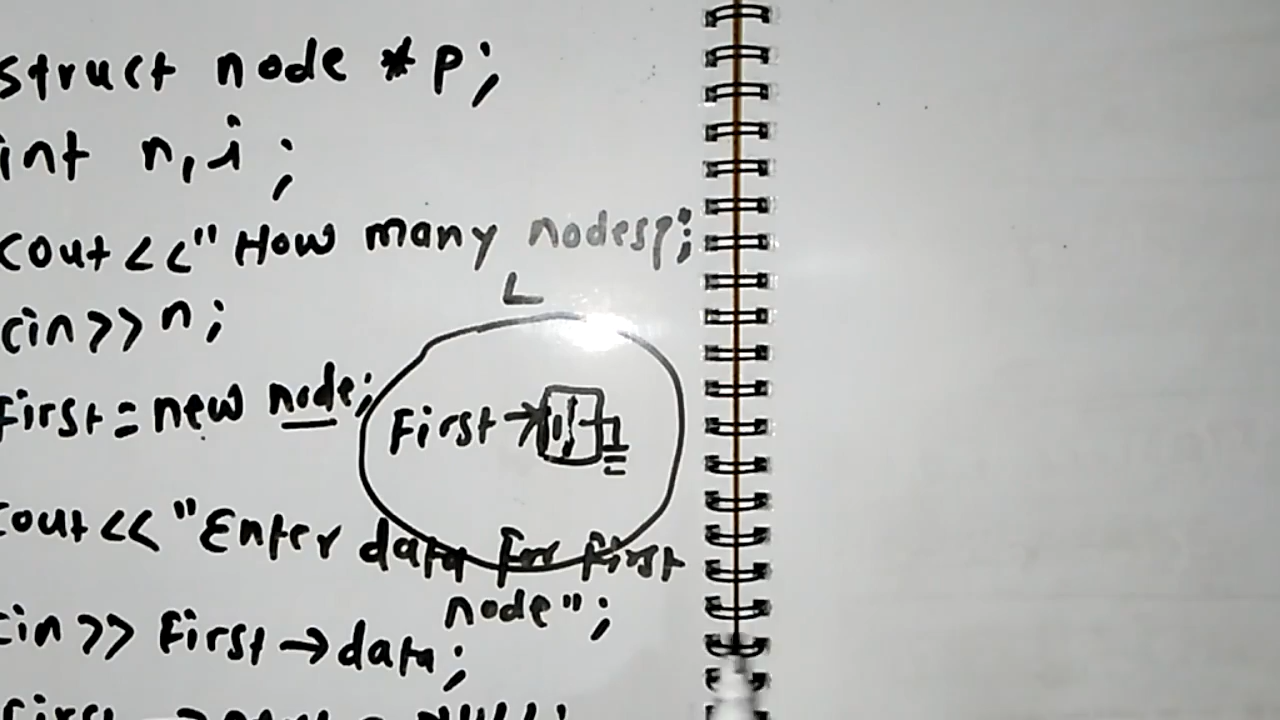 struct node *p;
int n,i;
cout<<"How many nodes";
cin>>n;
First=new node;
First→
cout<<"Enter data for first
node";
cin>> First→data;